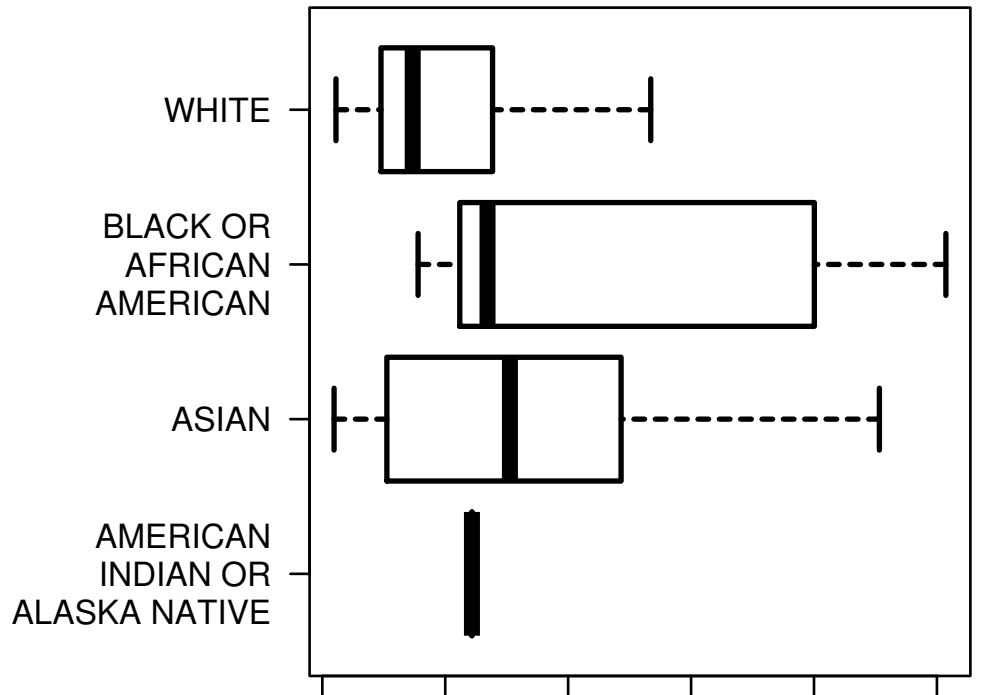 WHITE
BLACK OR
AFRICAN
AMERICAN
ASIAN
AMERICAN
INDIAN OR
ALASKA NATIVE